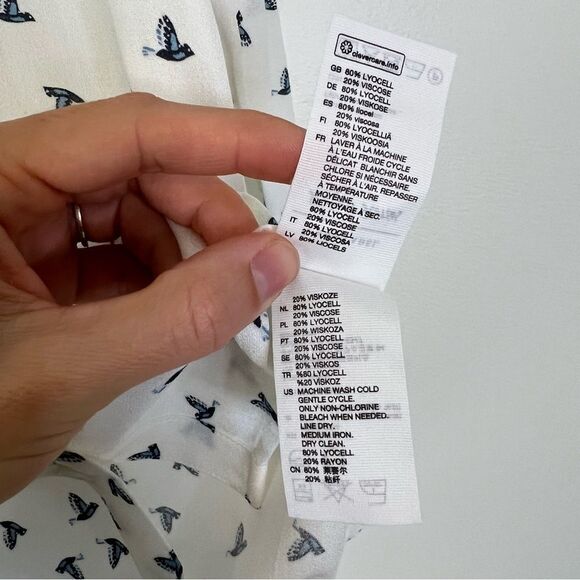 clevercare.info
GB 80% LYOCELL
20% VISCOSE
DE 80% LYOCELL
20% VISKOSE
ES 80% liocel
20% viscosa
FI 80% LYOCELLIÄ
20% VISKOOSIA
FR LAVER À LA MACHINE
À L'EAU FROIDE CYCLE
DÉLICAT BLANCHIR SANS
CHLORE SI NÉCESSAIRE.
SÉCHER À L'AIR. REPASSER
À TEMPÉRATURE
MOYENNE.
NETTOYAGE À SEC.
80% LYOCELL
20% VISCOSE
IT 80% LYOCELL
20% VISCOSA
LV 80% LIOCELS
20% VISKOZE
NL 80% LYOCELL
20% VISCOSE
PL 80% LYOCELL
20% WISKOZA
PT 80% LYOCELL
20% VISCOSE
SE 80% LYOCELL
20% VISKOS
TR %80 LYOCELL
%20 VİSKOZ
US MACHINE WASH COLD
GENTLE CYCLE.
ONLY NON-CHLORINE
BLEACH WHEN NEEDED.
LINE DRY.
MEDIUM IRON.
DRY CLEAN.
80% LYOCELL
20% RAYON
CN 80% 莱赛尔
20% 粘纤